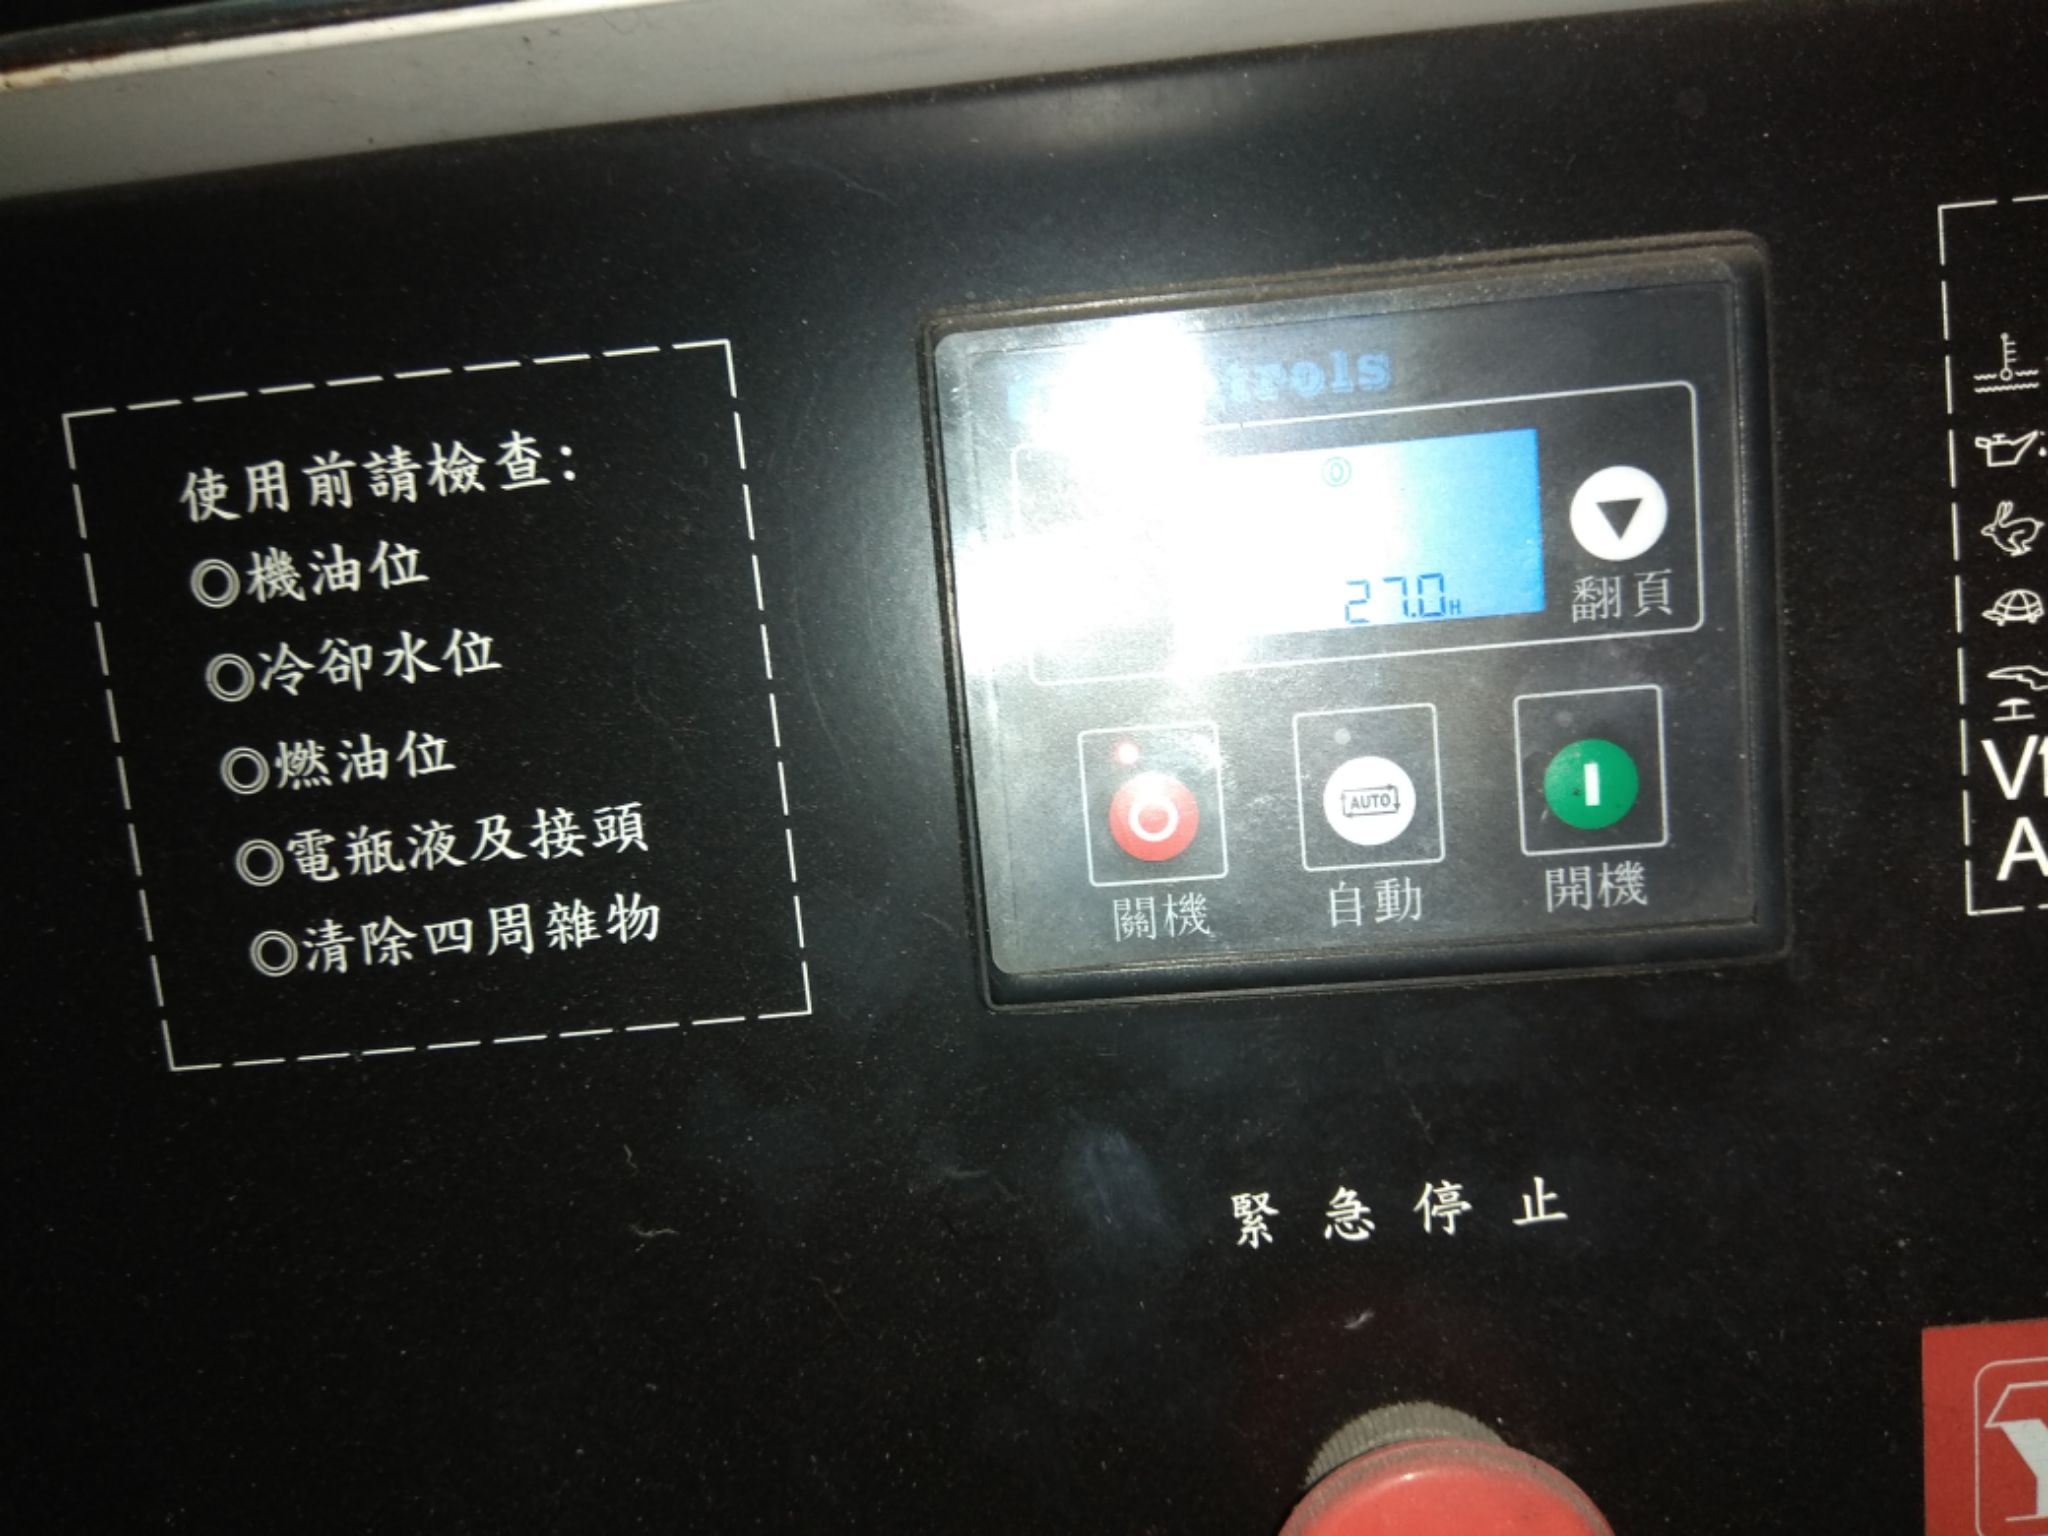 使用前請檢查:
◎機油位
◎冷卻水位
◎燃油位
◎電瓶液及接頭
◎清除四周雜物
27.0H
翻頁
AUTO
關機
自動
開機
緊急停止